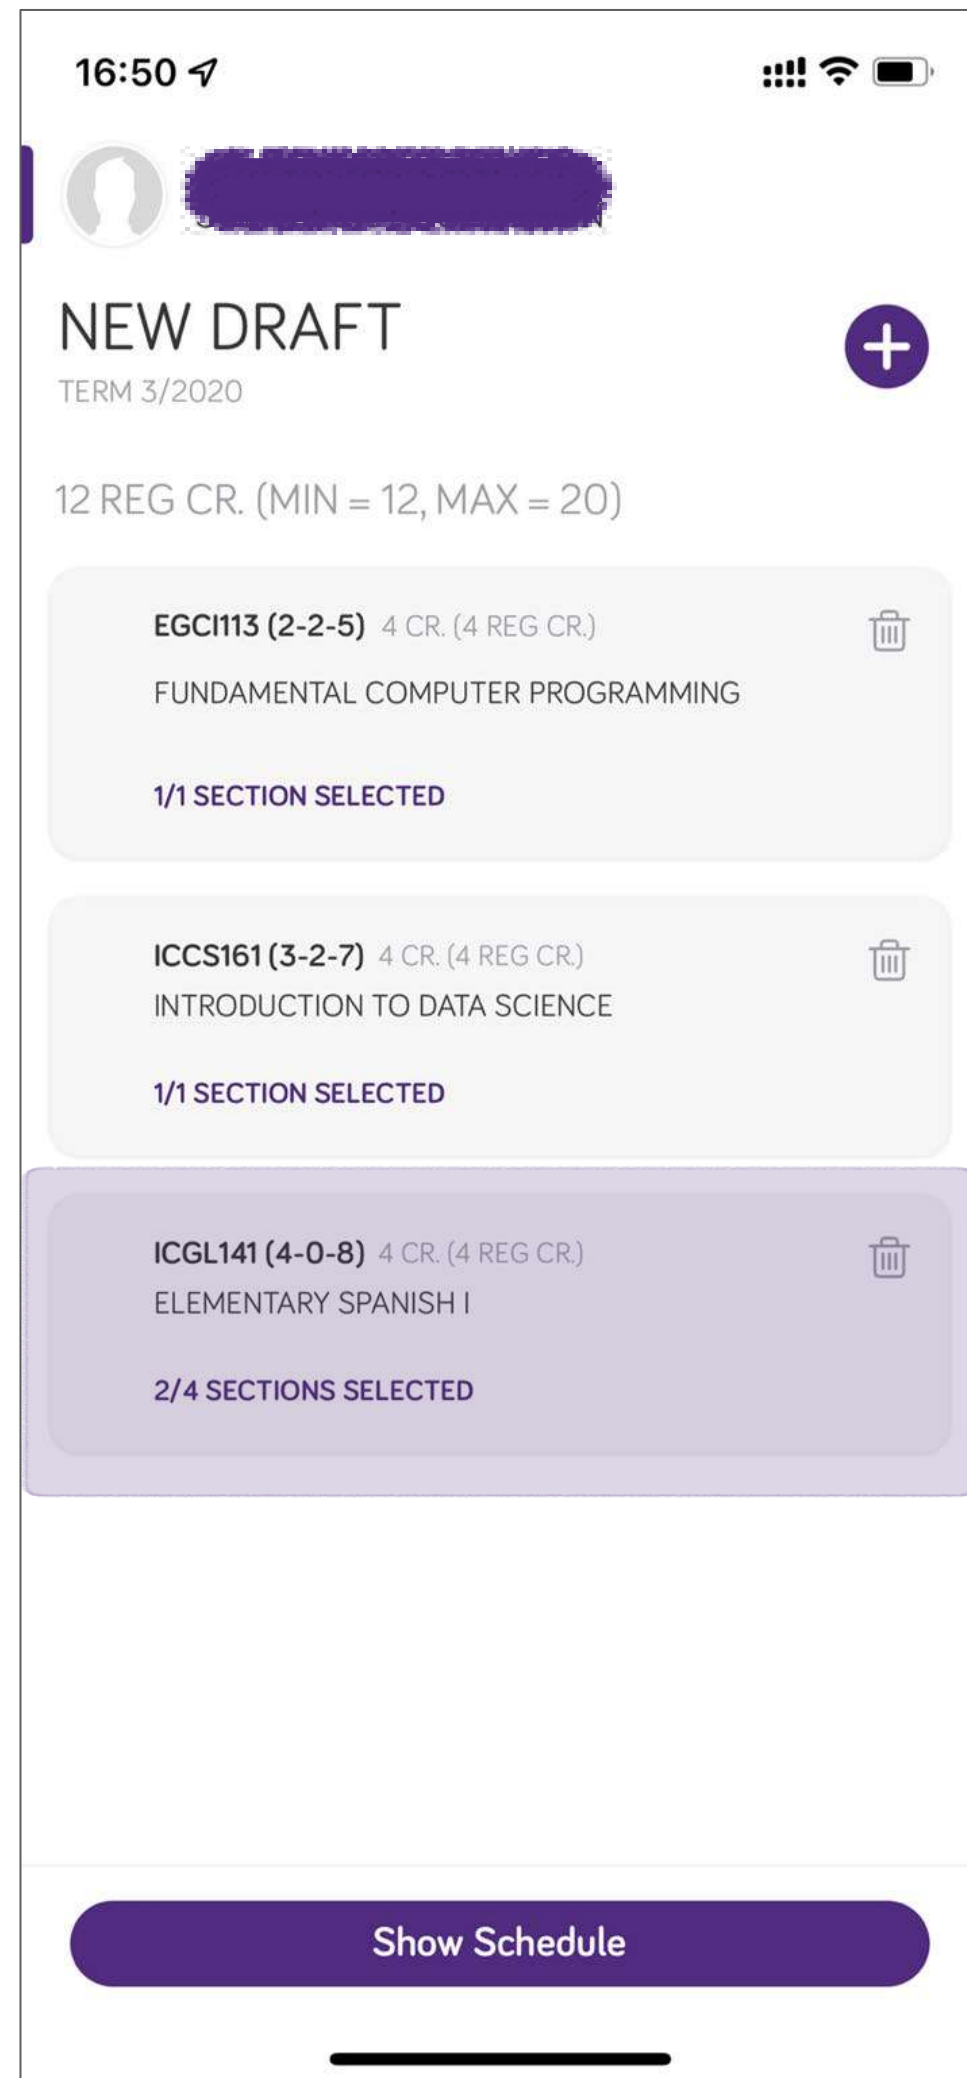 16:50
NEW DRAFT
TERM 3/2020
12 REG CR. (MIN = 12, MAX = 20)
EGCI113 (2-2-5) 4 CR. (4 REG CR.)
FUNDAMENTAL COMPUTER PROGRAMMING
1/1 SECTION SELECTED
ICCS161 (3-2-7) 4 CR. (4 REG CR.)
INTRODUCTION TO DATA SCIENCE
1/1 SECTION SELECTED
ICGL141 (4-0-8) 4 CR. (4 REG CR.)
ELEMENTARY SPANISH I
2/4 SECTIONS SELECTED
Show Schedule